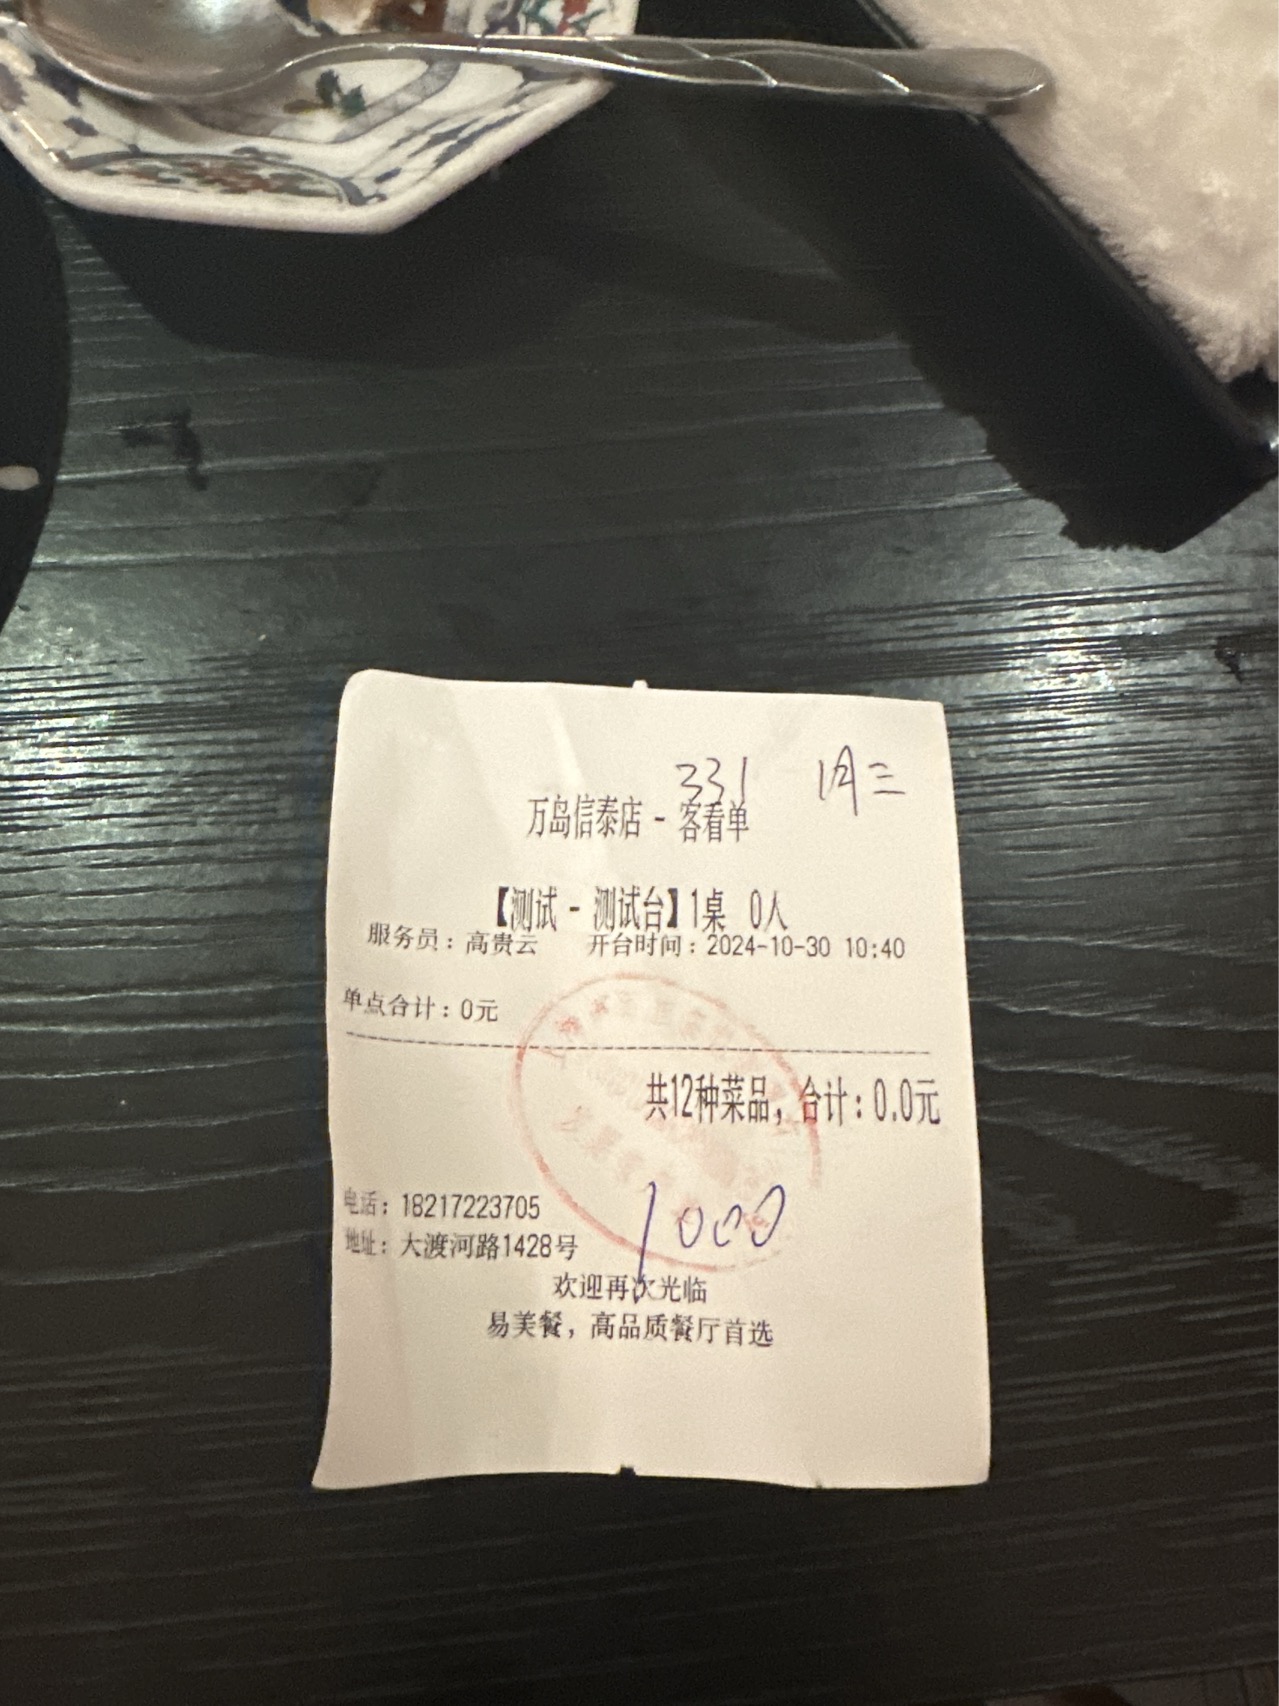 331
万岛信泰店 - 客看单
【测试 - 测试台】1桌 0人
服务员：高贵云 开台时间：2024-10-30 10:40
单点合计：0元
共12种菜品，合计：0.0元
电话：18217223705
1000
地址：大渡河路1428号
欢迎再次光临
易美餐，高品质餐厅首选